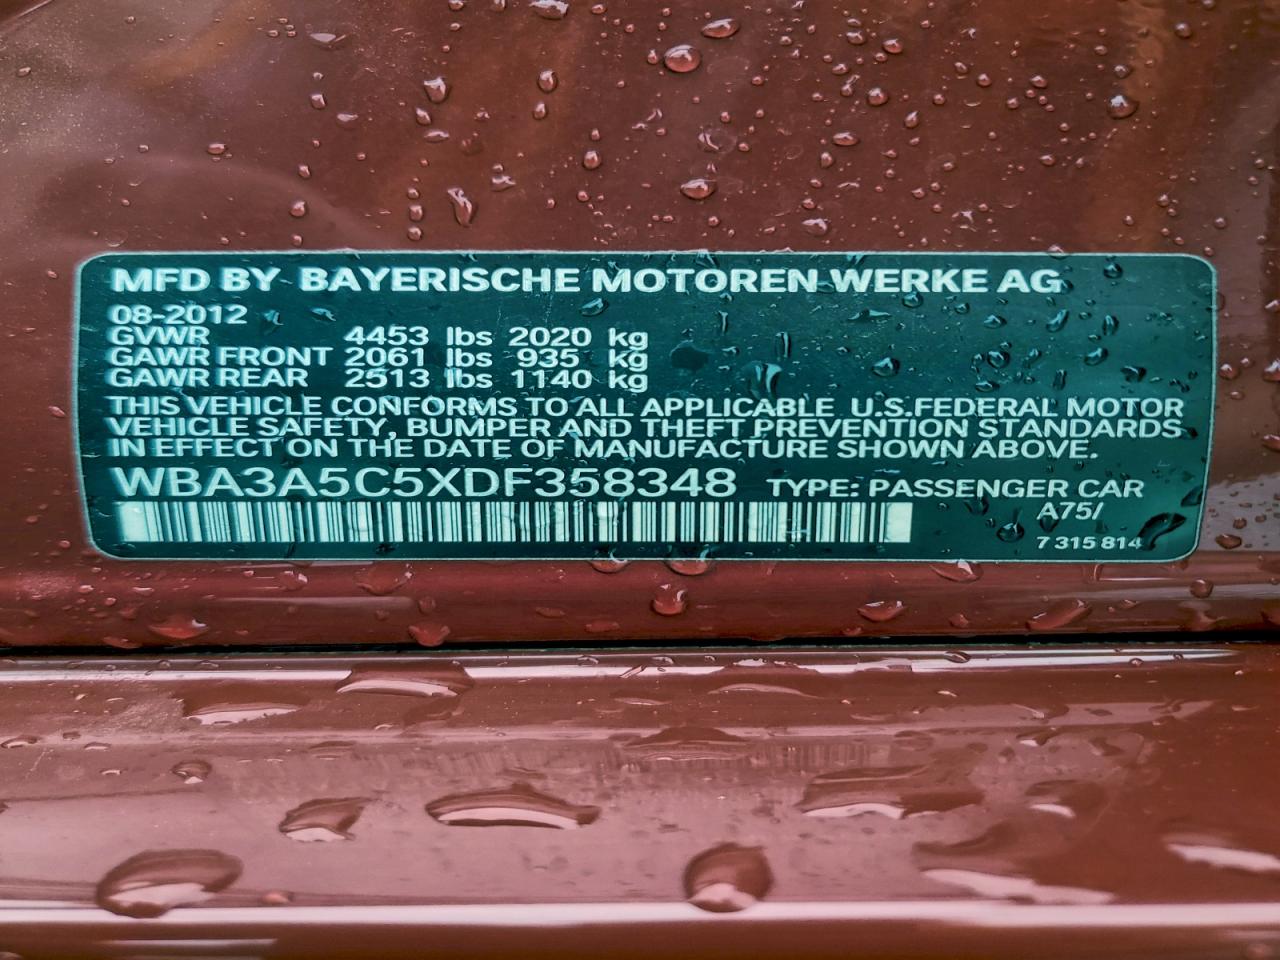 MFD BY BAYERISCHE MOTOREN WERKE AG
08-2012
GVWR 4453 lbs 2020 kg
GAWR FRONT 2061 lbs 935 kg
GAWR REAR 2513 lbs 1140 kg
THIS VEHICLE CONFORMS TO ALL APPLICABLE U.S.FEDERAL MOTOR
VEHICLE SAFETY, BUMPER AND THEFT PREVENTION STANDARDS
IN EFFECT ON THE DATE OF MANUFACTURE SHOWN ABOVE.
WBA3A5C5XDF358348 TYPE: PASSENGER CAR
A75/
7 315 814